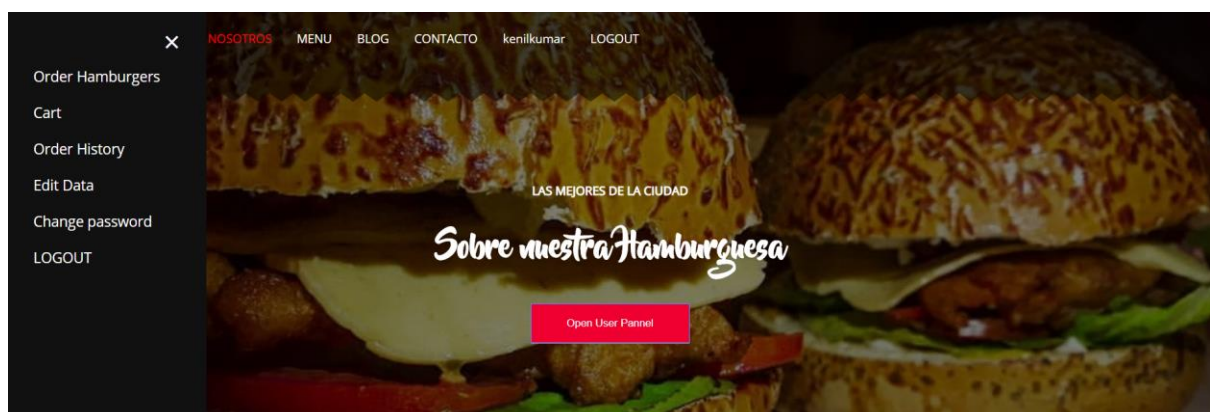 ×
Order Hamburgers
Cart
Order History
Edit Data
Change password
LOGOUT
NOSOTROS MENU BLOG CONTACTO kenilkumar LOGOUT
LAS MEJORES DE LA CIUDAD
Sobre nuestra Hamburguesa
Open User Pannel